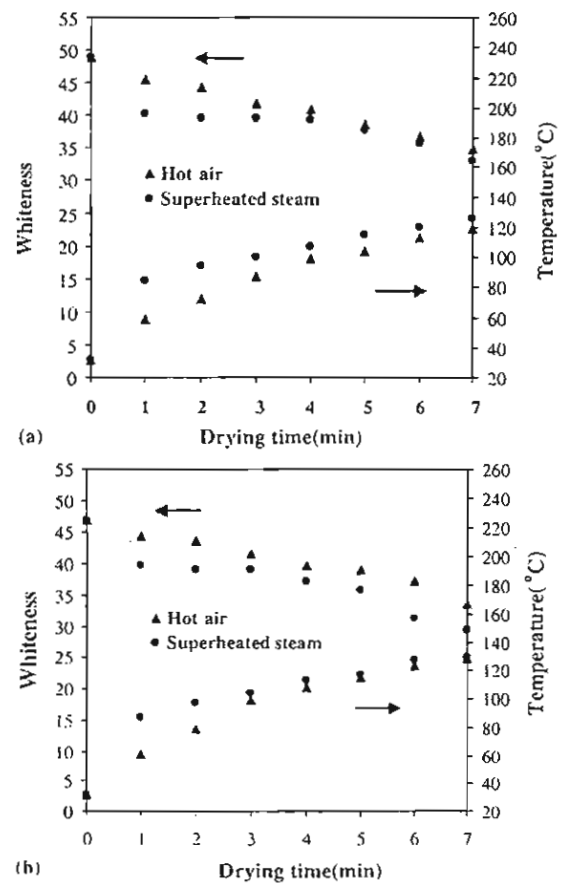 55 260
50 240
45 220
40 200
35 180
30 160
25 140
20 120
15 100
10 80
5 60
0 40
20
Whiteness
Temperature(°C)
▲ Hot air
● Superheated steam
0 1 2 3 4 5 6 7
(a) Drying time(min)
55 260
50 240
45 220
40 200
35 180
30 160
25 140
20 120
15 100
10 80
5 60
0 40
20
Whiteness
Temperature(°C)
▲ Hot air
● Superheated steam
0 1 2 3 4 5 6 7
(b) Drying time(min)